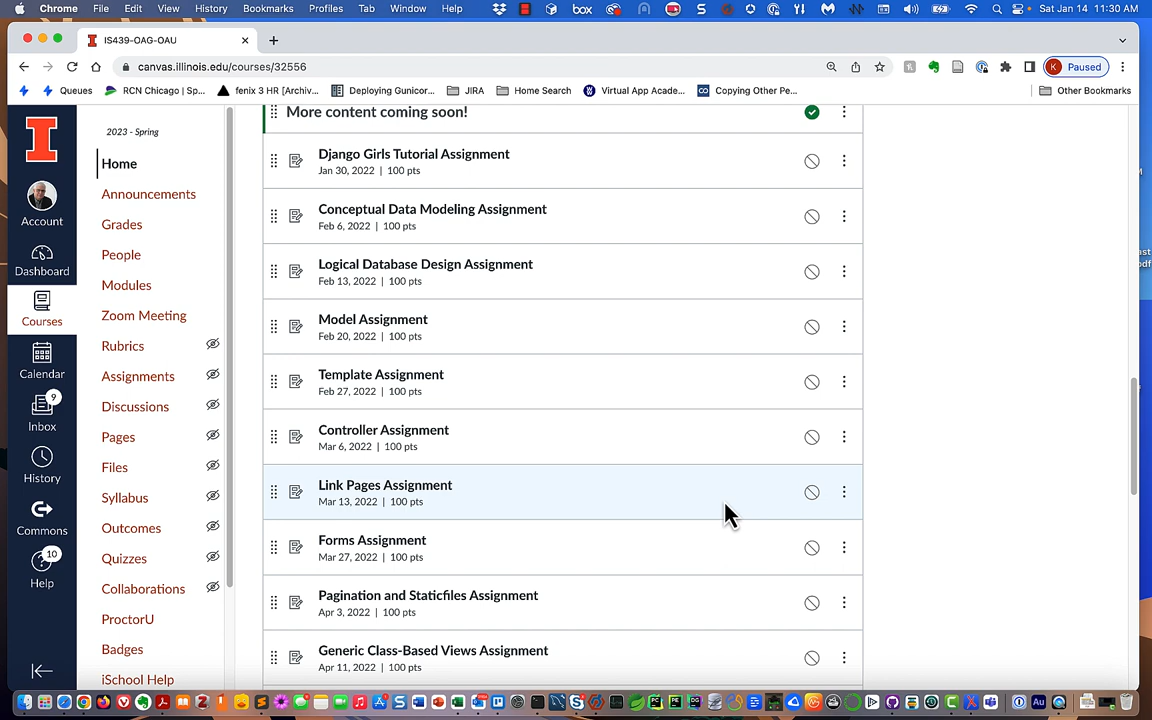 Chrome File Edit View History Bookmarks Profiles Tab Window Help box Sat Jan 14 11:30 AM
IS439-OAG-OAU
canvas.illinois.edu/courses/32556
K Paused
Queues RCN Chicago | Sp... fenix 3 HR [Archiv... Deploying Gunicor... JIRA Home Search Virtual App Acade... Copying Other Pe... Other Bookmarks
Account
Dashboard
Courses
Calendar
9
Inbox
History
Commons
10
Help
2023 - Spring
Home
Announcements
Grades
People
Modules
Zoom Meeting
Rubrics
Assignments
Discussions
Pages
Files
Syllabus
Outcomes
Quizzes
Collaborations
ProctorU
Badges
iSchool Help
More content coming soon!
Django Girls Tutorial Assignment
Jan 30, 2022 | 100 pts
Conceptual Data Modeling Assignment
Feb 6, 2022 | 100 pts
Logical Database Design Assignment
Feb 13, 2022 | 100 pts
Model Assignment
Feb 20, 2022 | 100 pts
Template Assignment
Feb 27, 2022 | 100 pts
Controller Assignment
Mar 6, 2022 | 100 pts
Link Pages Assignment
Mar 13, 2022 | 100 pts
Forms Assignment
Mar 27, 2022 | 100 pts
Pagination and Staticfiles Assignment
Apr 3, 2022 | 100 pts
Generic Class-Based Views Assignment
Apr 11, 2022 | 100 pts